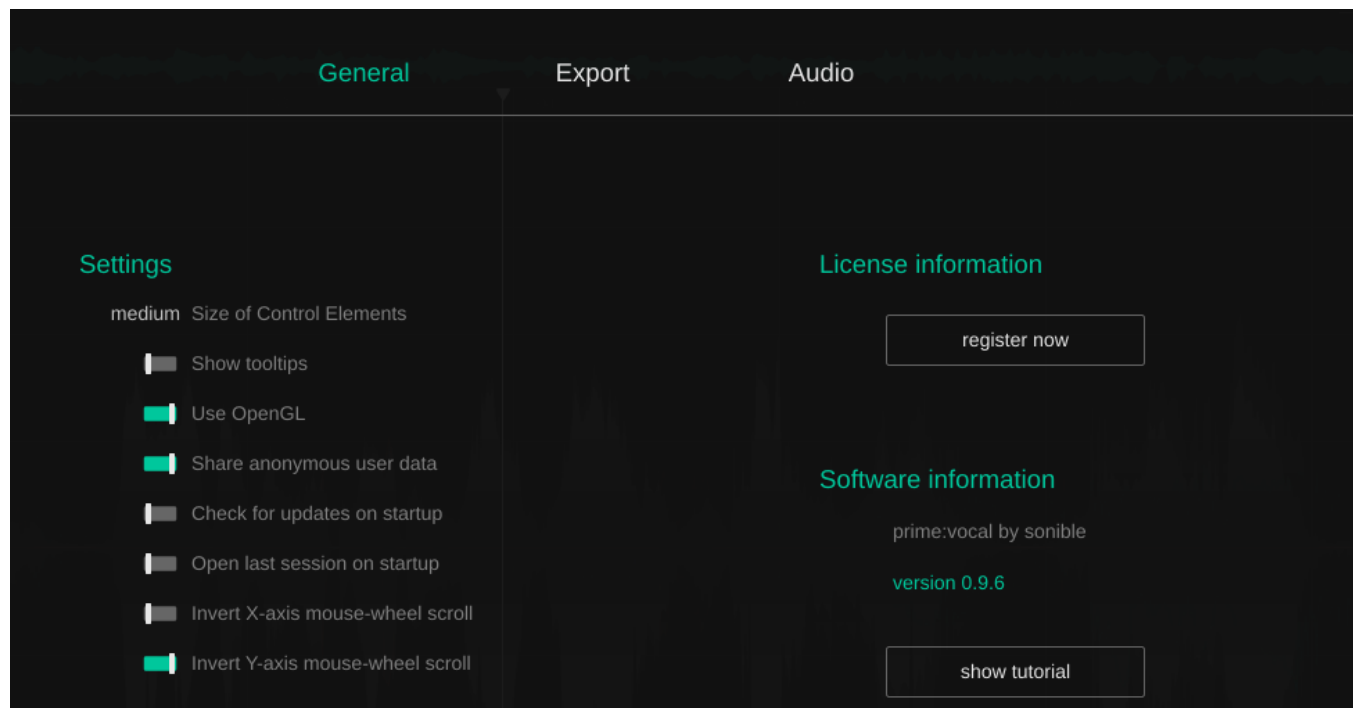 General Export Audio
Settings
medium Size of Control Elements
Show tooltips
Use OpenGL
Share anonymous user data
Check for updates on startup
Open last session on startup
Invert X-axis mouse-wheel scroll
Invert Y-axis mouse-wheel scroll
License information
register now
Software information
prime:vocal by sonible
version 0.9.6
show tutorial